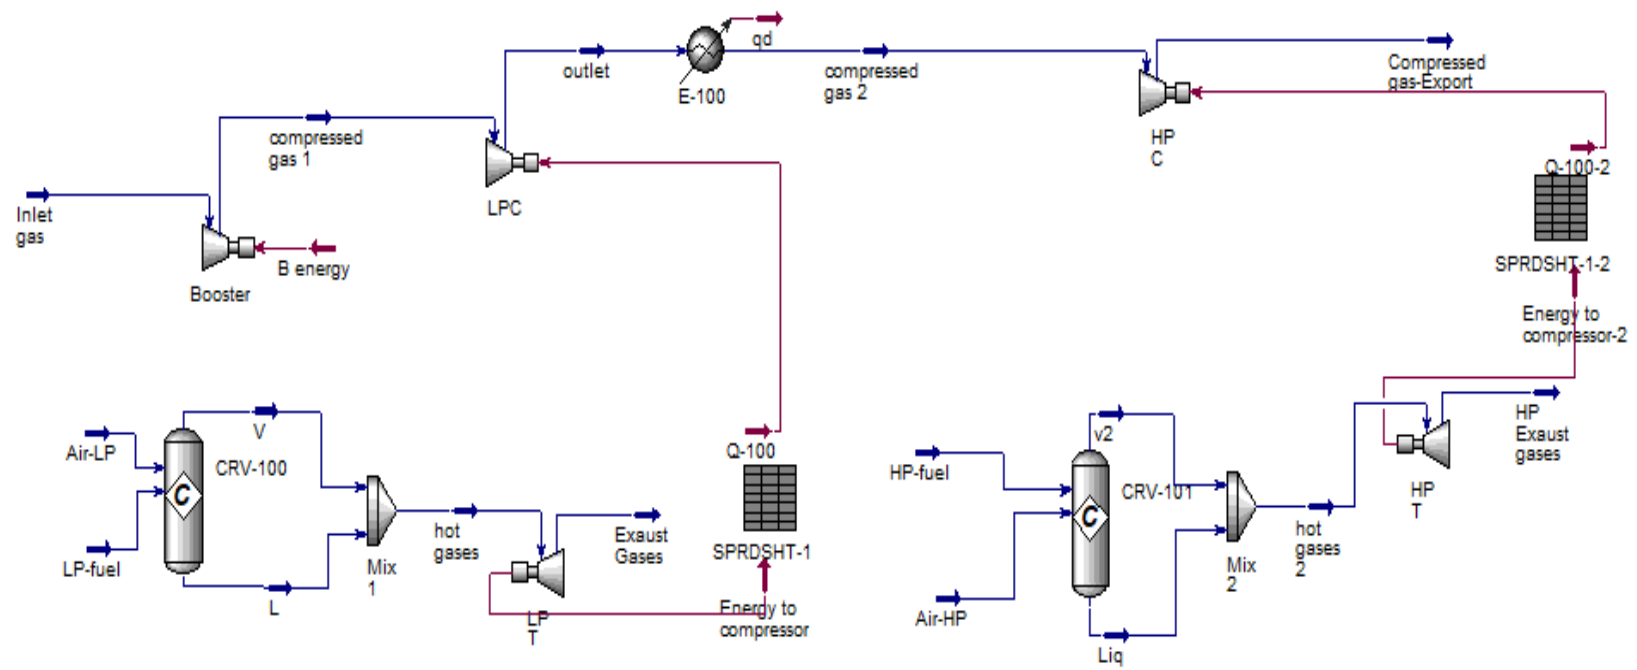 qd
outlet
E-100
compressed
gas 2
Compressed
gas-Export
compressed
gas 1
HP
C
Q-100-2
LPC
Inlet
gas
B energy
Booster
SPRDSHT-1-2
Energy to
compressor-2
V
Air-LP
CRV-100
C
LP-fuel
L
Mix
1
hot
gases
LP
T
Exaust
Gases
Q-100
SPRDSHT-1
Energy to
compressor
v2
HP-fuel
CRV-101
C
Air-HP
Liq
Mix
2
hot
gases
2
HP
T
HP
Exaust
gases